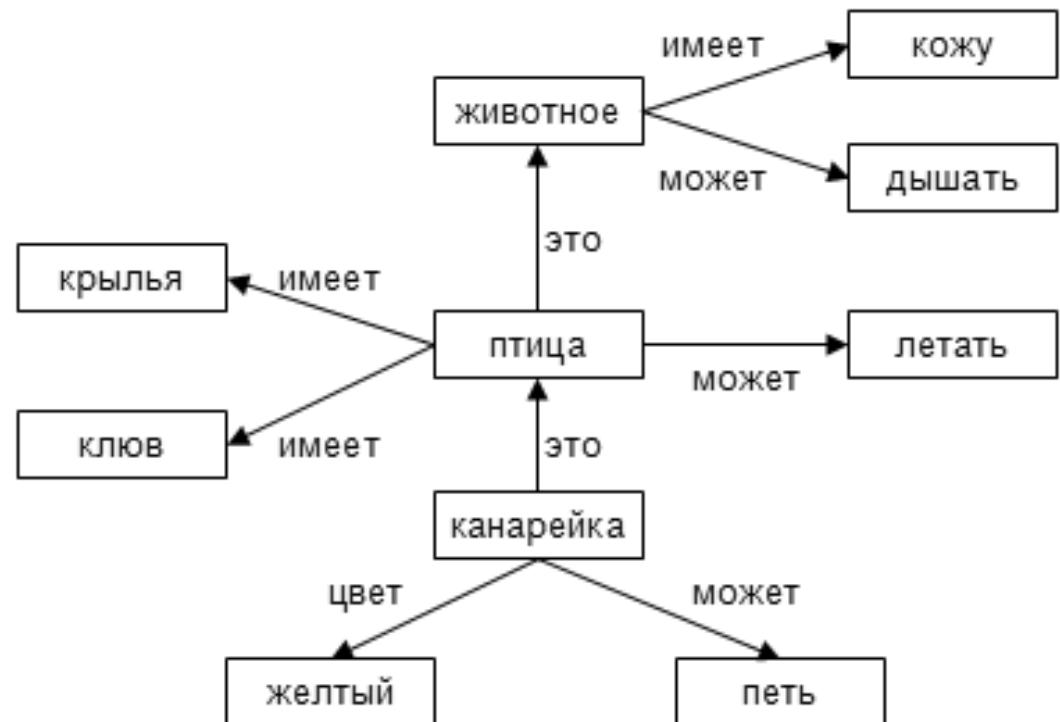 имеет
кожу
животное
может
дышать
это
крылья
имеет
птица
летать
может
клюв
имеет
это
канарейка
цвет
может
желтый
петь